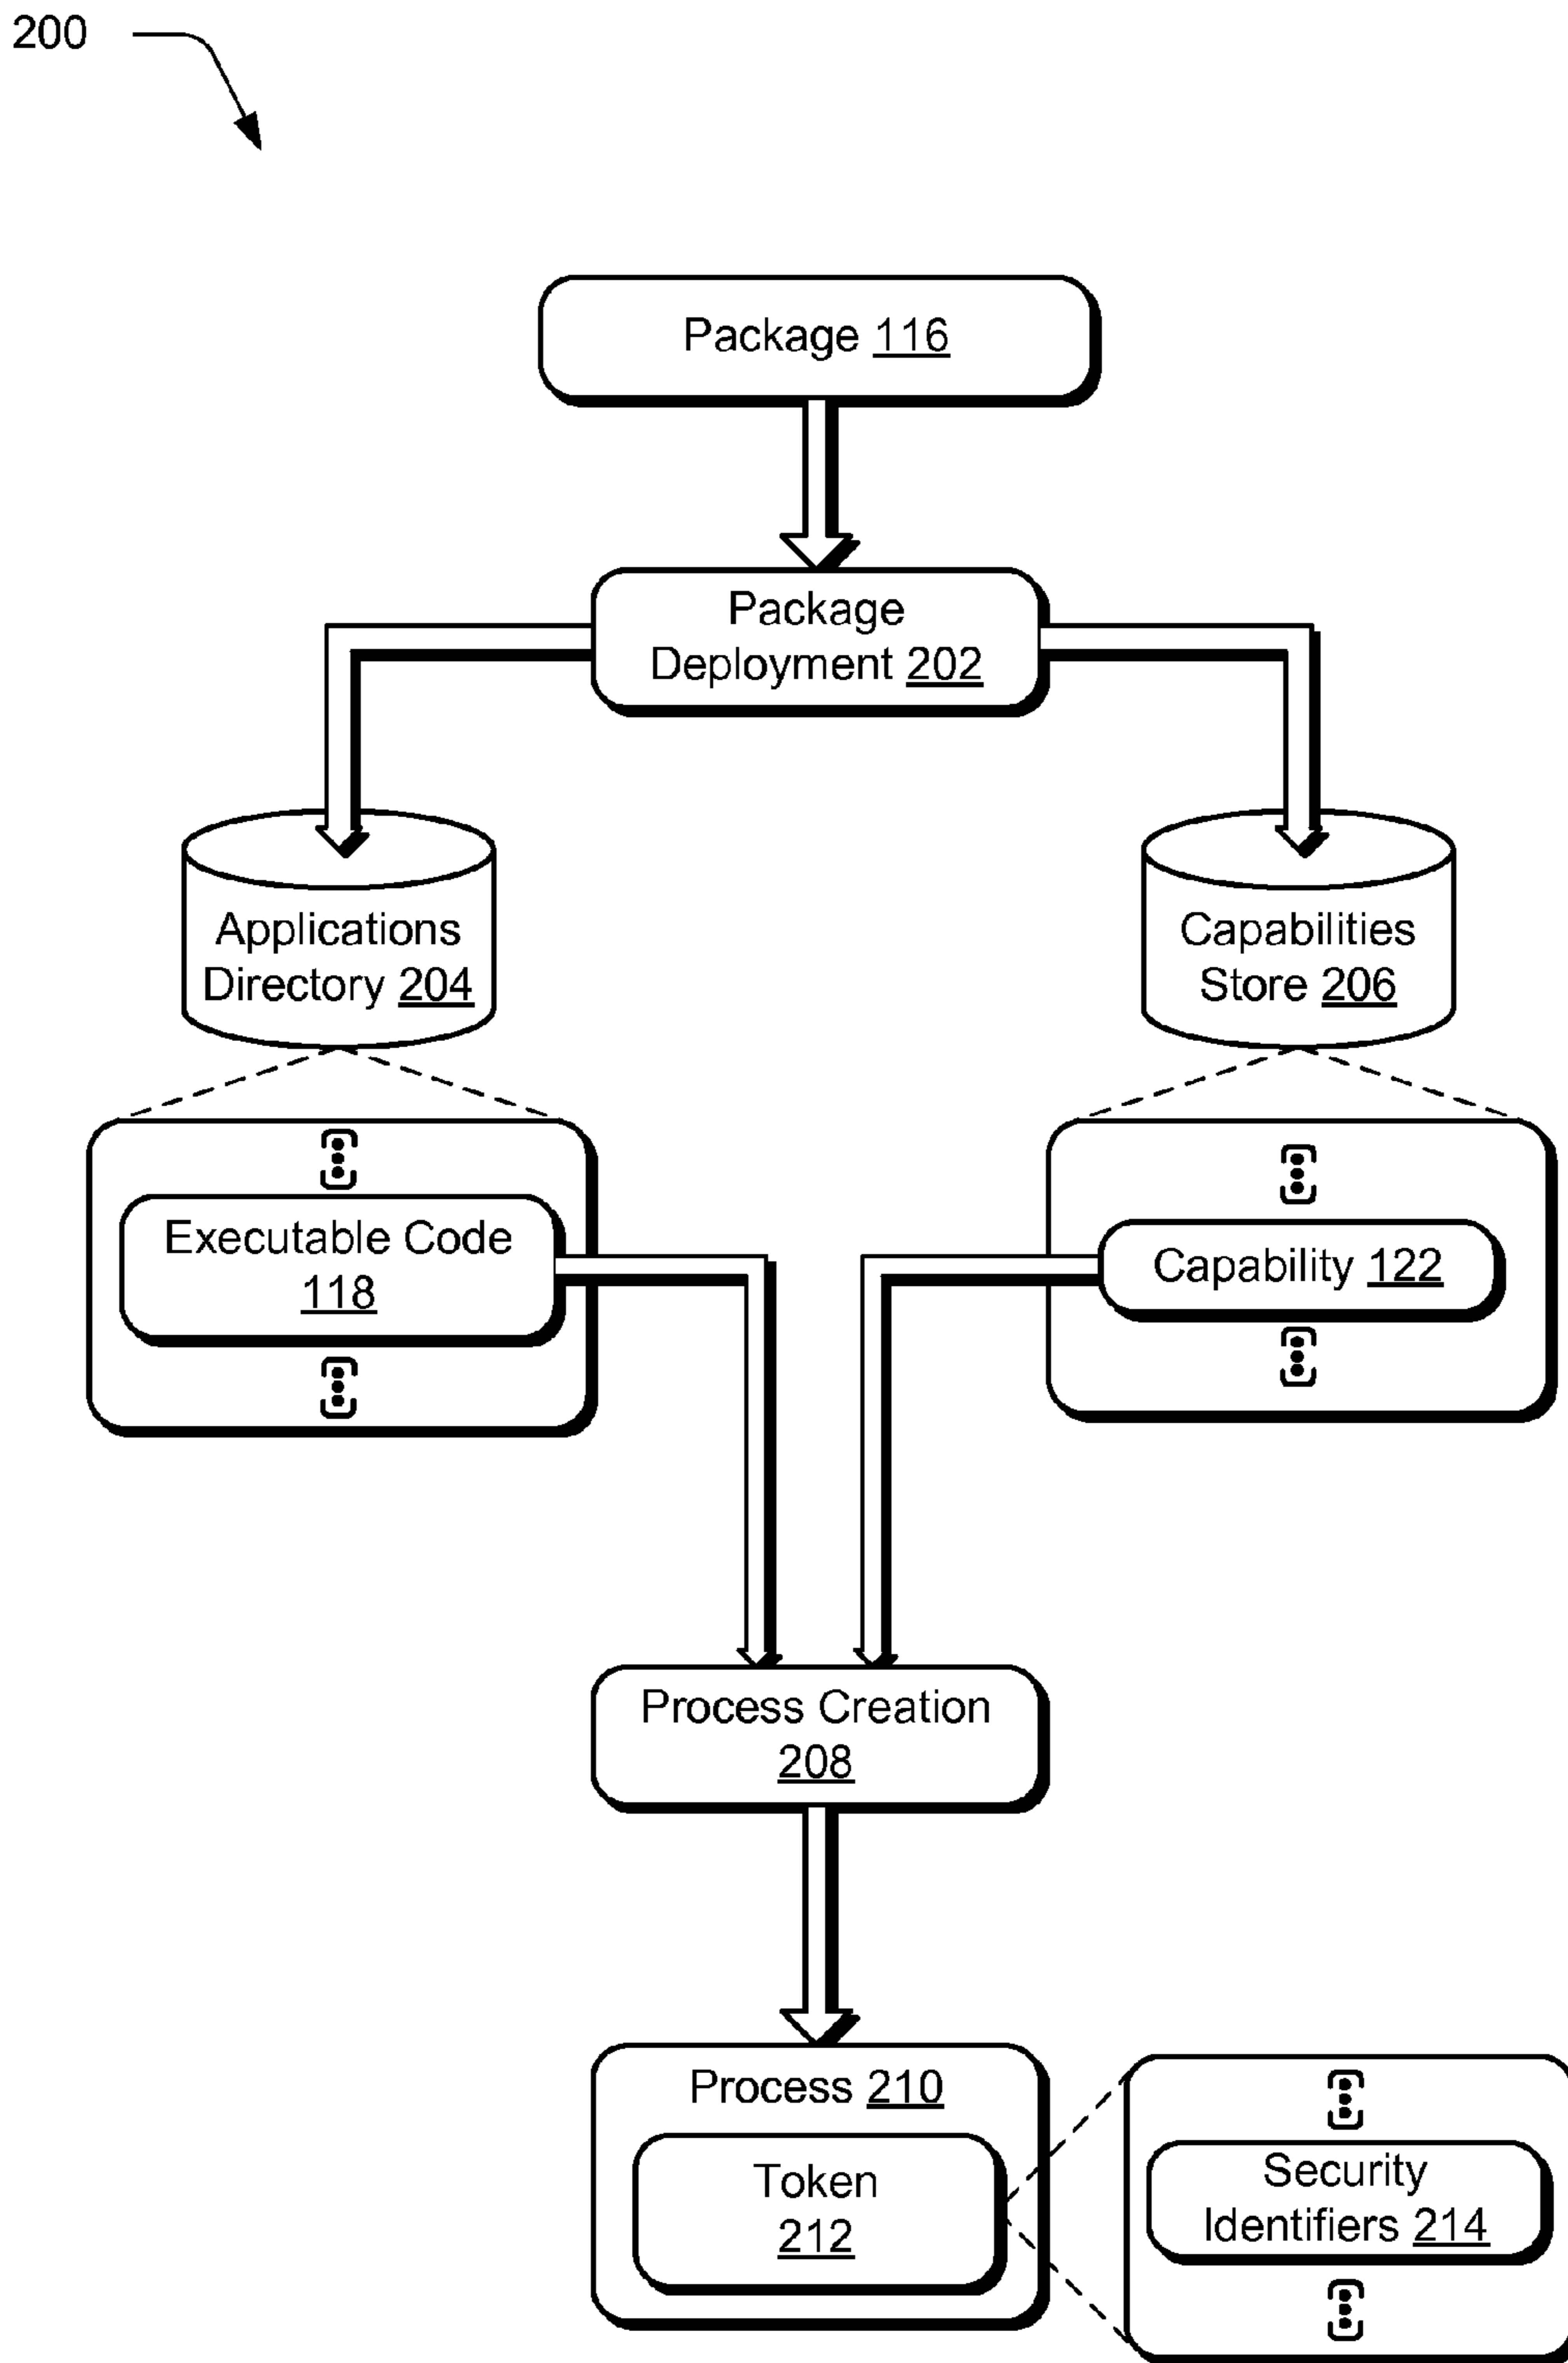 200
Package 116
Package
Deployment 202
Applications
Directory 204
Capabilities
Store 206
Executable Code
118
Capability 122
Process Creation
208
Process 210
Token
212
Security
Identifiers 214